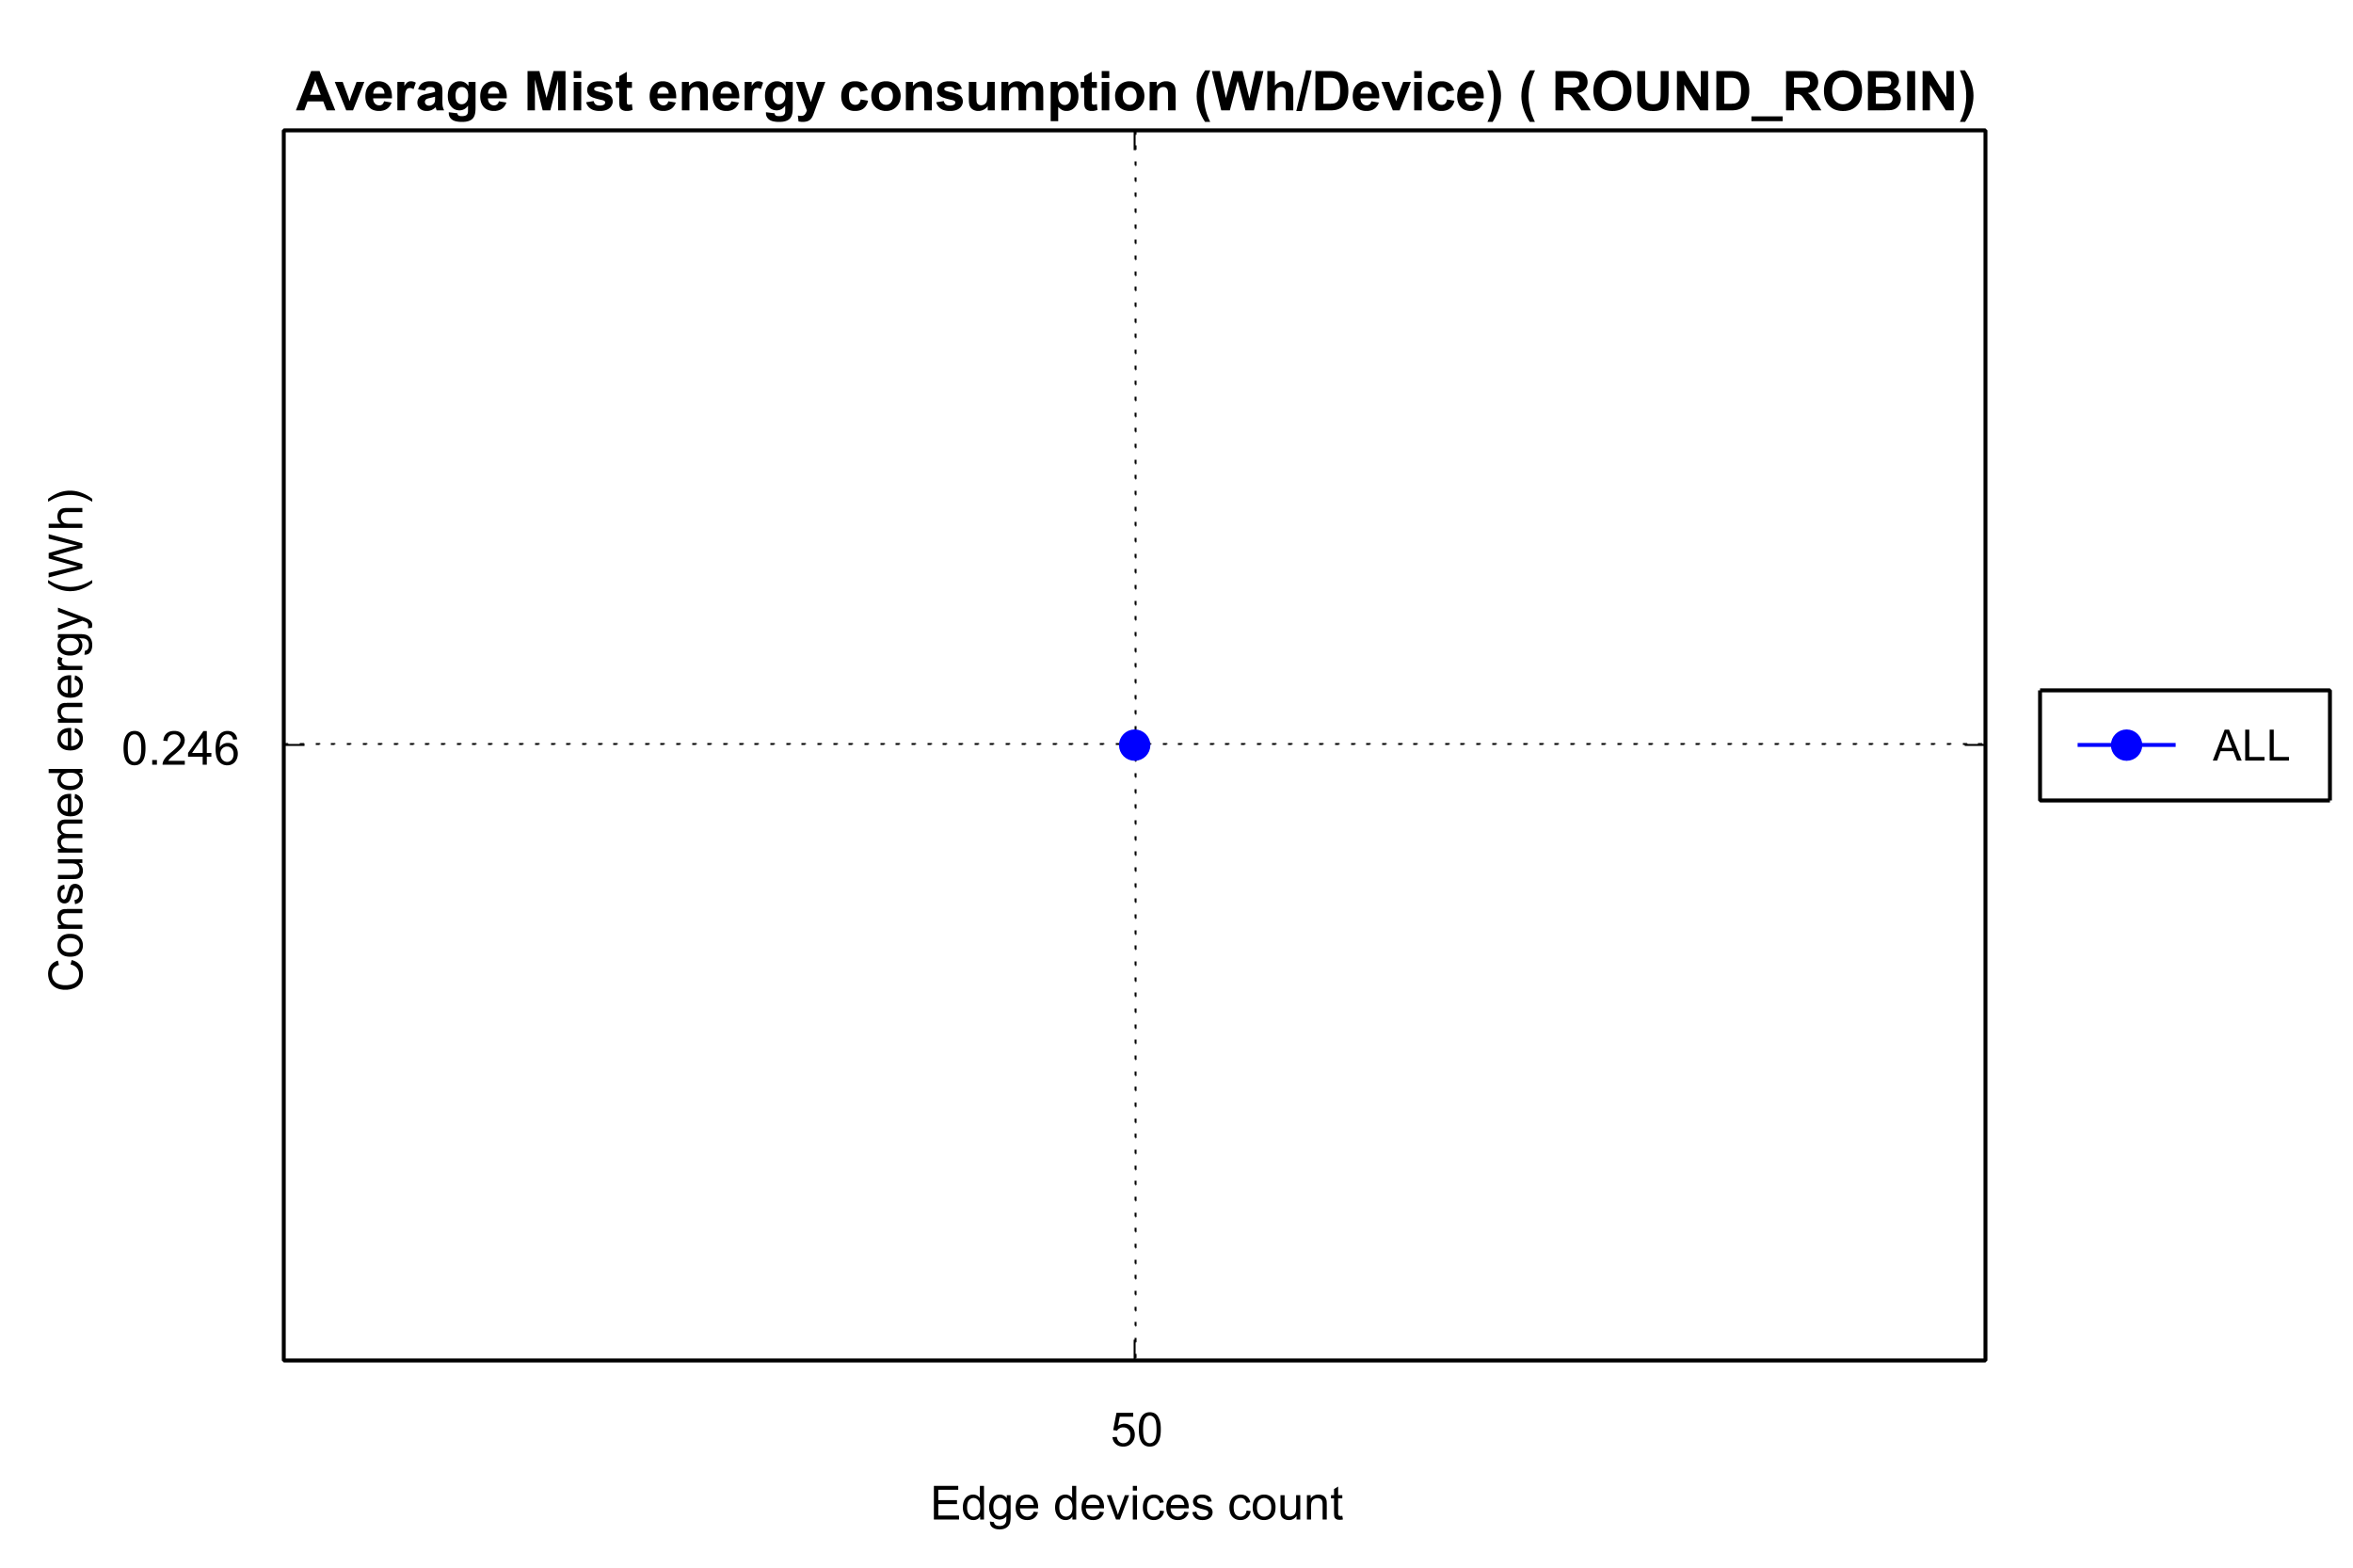 Average Mist energy consumption (Wh/Device) ( ROUND_ROBIN)
Consumed energy (Wh)
0.246
ALL
50
Edge devices count